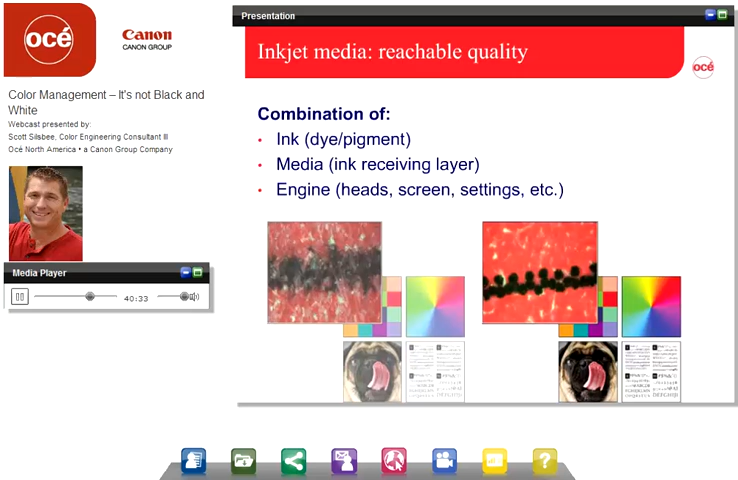 océ
Canon
CANON GROUP
Color Management – It's not Black and
White
Webcast presented by:
Scott Silsbee, Color Engineering Consultant III
Océ North America • a Canon Group Company
Media Player
40:33
Presentation
Inkjet media: reachable quality
océ
Combination of:
• Ink (dye/pigment)
• Media (ink receiving layer)
• Engine (heads, screen, settings, etc.)
?